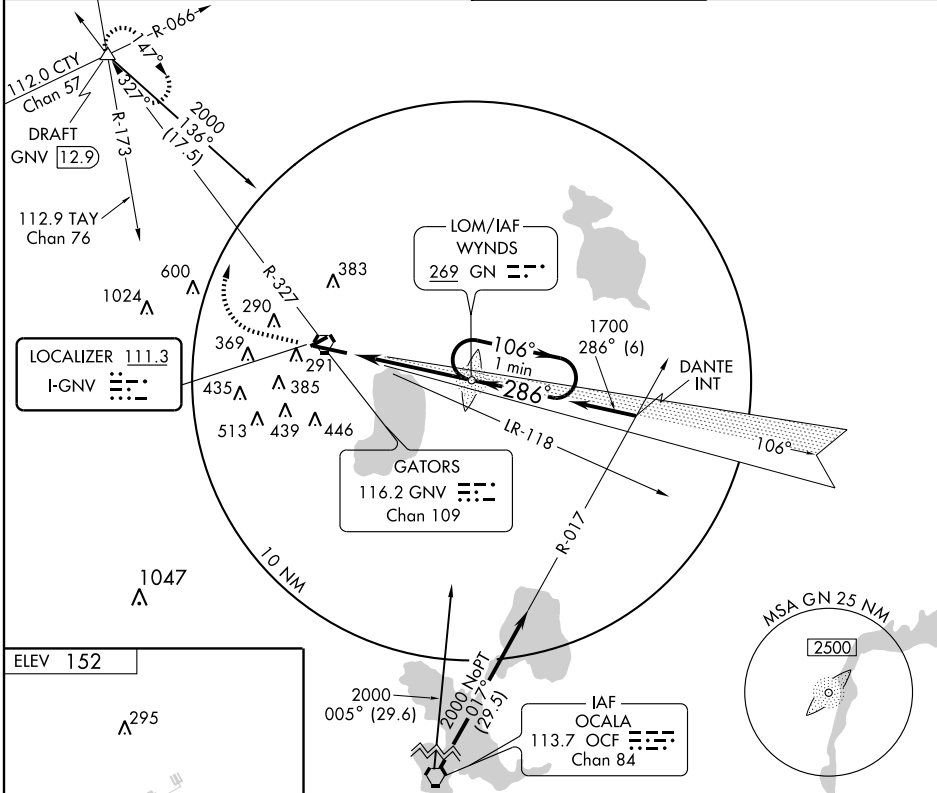 R-066
47°
112.0 CTY
Chan 57
327°
DRAFT
GNV 12.9
R-173
2000
136°
(17.5)
112.9 TAY
Chan 76
LOM/IAF
WYNDS
269 GN
R-327
600
383
1024
290
369
291
435
385
513
439
446
LOCALIZER 111.3
I-GNV
106°
1 min
286°
1700
286° (6)
DANTE
INT
LR-118
106°
GATORS
116.2 GNV
Chan 109
R-017
10 NM
1047
MSA GN 25 NM
2500
ELEV 152
295
2000
005° (29.6)
2000 NoPT
017°
(29.5)
IAF
OCALA
113.7 OCF
Chan 84